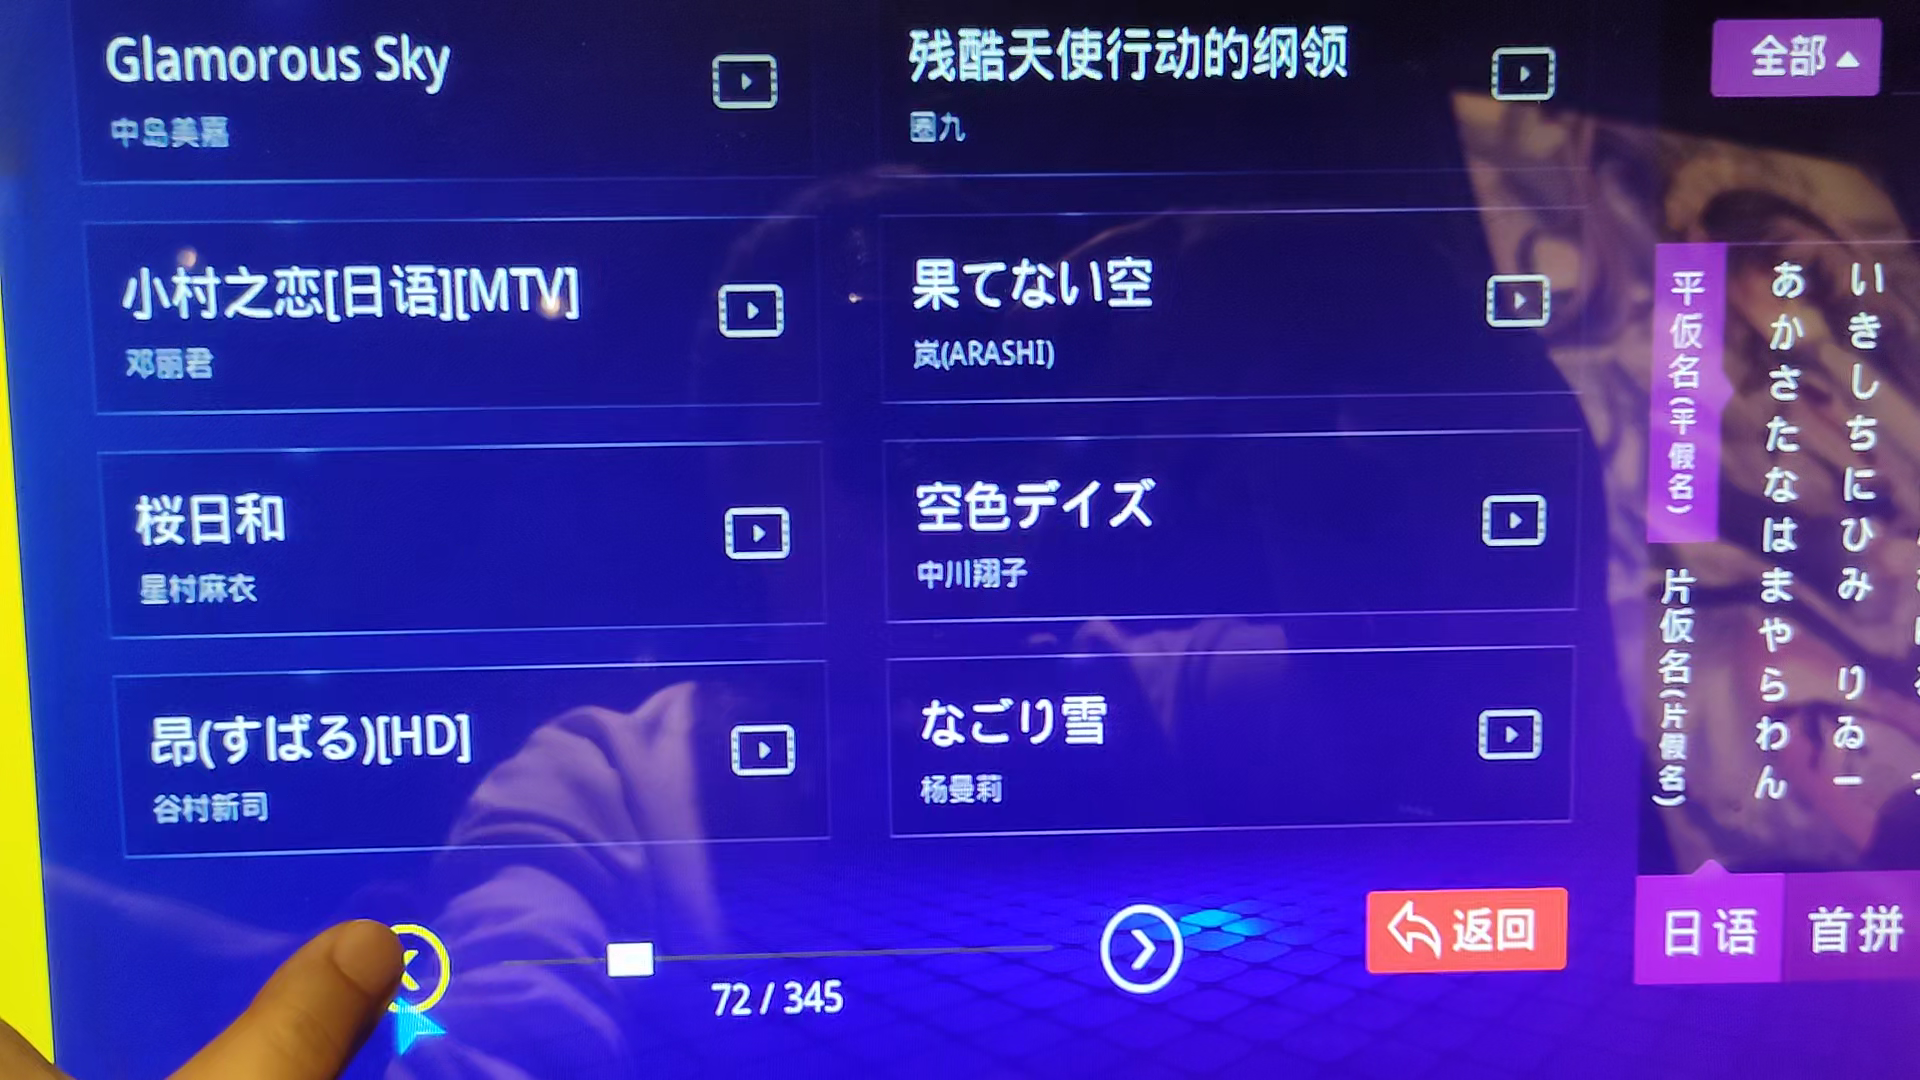 Glamorous Sky
中岛美嘉
残酷天使行动的纲领
圈九
小村之恋[日语][MTV]
邓丽君
果てない空
岚(ARASHI)
桜日和
星村麻衣
空色デイズ
中川翔子
昴(すばる)[HD]
谷村新司
なごり雪
杨曼莉
72 / 345
返回
全部
平仮名(平假名)
片仮名(片假名)
あかさたなはまやらわん
いきしちにひみ りゐー
日语
首拼